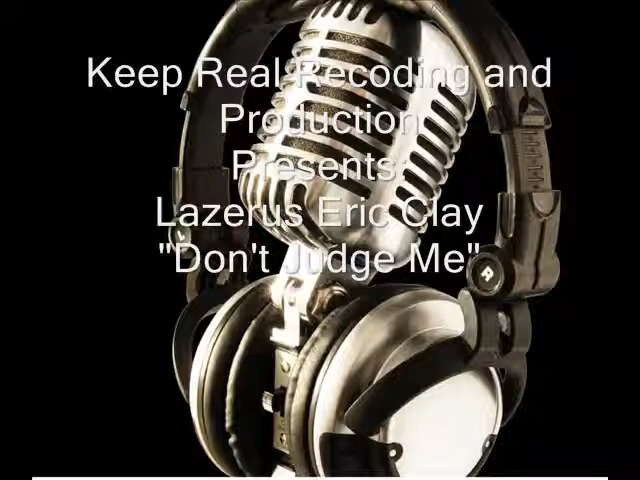 Keep Real Recoding and
Production
Presents:
Lazerus Eric Clay
"Don't Judge Me"
R